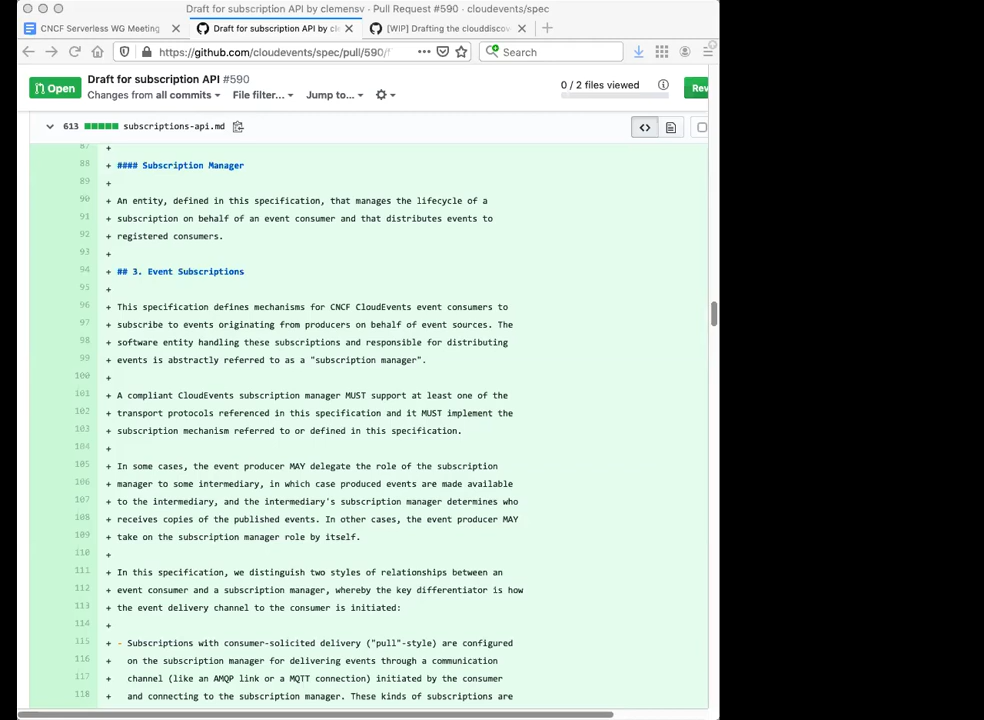 Draft for subscription API by clemensv · Pull Request #590 · cloudevents/spec
CNCF Serverless WG Meeting × Draft for subscription API by cle × [WIP] Drafting the clouddiscov × +
https://github.com/cloudevents/spec/pull/590/f ··· Search
Open Draft for subscription API #590
Changes from all commits File filter... Jump to... 0 / 2 files viewed Rev
613 subscriptions-api.md
87 +
88 + #### Subscription Manager
89 +
90 + An entity, defined in this specification, that manages the lifecycle of a
91 + subscription on behalf of an event consumer and that distributes events to
92 + registered consumers.
93 +
94 + ## 3. Event Subscriptions
95 +
96 + This specification defines mechanisms for CNCF CloudEvents event consumers to
97 + subscribe to events originating from producers on behalf of event sources. The
98 + software entity handling these subscriptions and responsible for distributing
99 + events is abstractly referred to as a "subscription manager".
100 +
101 + A compliant CloudEvents subscription manager MUST support at least one of the
102 + transport protocols referenced in this specification and it MUST implement the
103 + subscription mechanism referred to or defined in this specification.
104 +
105 + In some cases, the event producer MAY delegate the role of the subscription
106 + manager to some intermediary, in which case produced events are made available
107 + to the intermediary, and the intermediary's subscription manager determines who
108 + receives copies of the published events. In other cases, the event producer MAY
109 + take on the subscription manager role by itself.
110 +
111 + In this specification, we distinguish two styles of relationships between an
112 + event consumer and a subscription manager, whereby the key differentiator is how
113 + the event delivery channel to the consumer is initiated:
114 +
115 + - Subscriptions with consumer-solicited delivery ("pull"-style) are configured
116 + on the subscription manager for delivering events through a communication
117 + channel (like an AMQP link or a MQTT connection) initiated by the consumer
118 + and connecting to the subscription manager. These kinds of subscriptions are